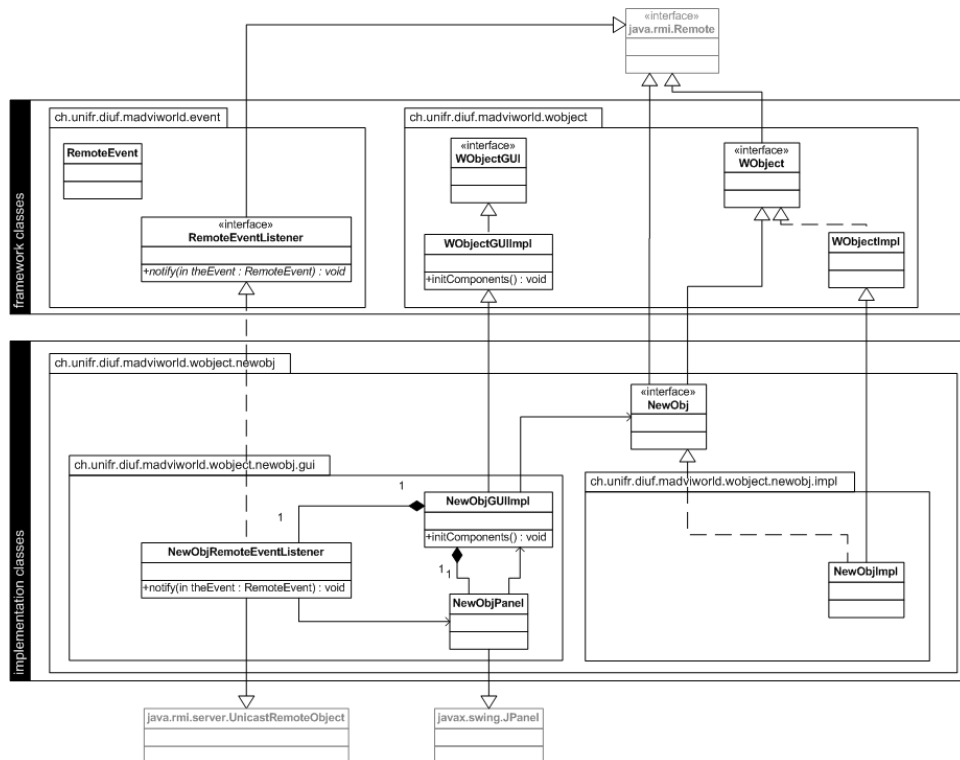 «interface»
java.rmi.Remote
framework classes
ch.unifr.diuf.madviworld.event
RemoteEvent
«interface»
RemoteEventListener
+notify(in theEvent : RemoteEvent) : void
ch.unifr.diuf.madviworld.wobject
«interface»
WObjectGUI
WObjectGUIImpl
+initComponents() : void
«interface»
WObject
WObjectImpl
implementation classes
ch.unifr.diuf.madviworld.wobject.newobj
«interface»
NewObj
ch.unifr.diuf.madviworld.wobject.newobj.gui
1
1
NewObjGUIImpl
+initComponents() : void
NewObjRemoteEventListener
+notify(in theEvent : RemoteEvent) : void
1
1
NewObjPanel
ch.unifr.diuf.madviworld.wobject.newobj.impl
NewObjImpl
java.rmi.server.UnicastRemoteObject
javax.swing.JPanel